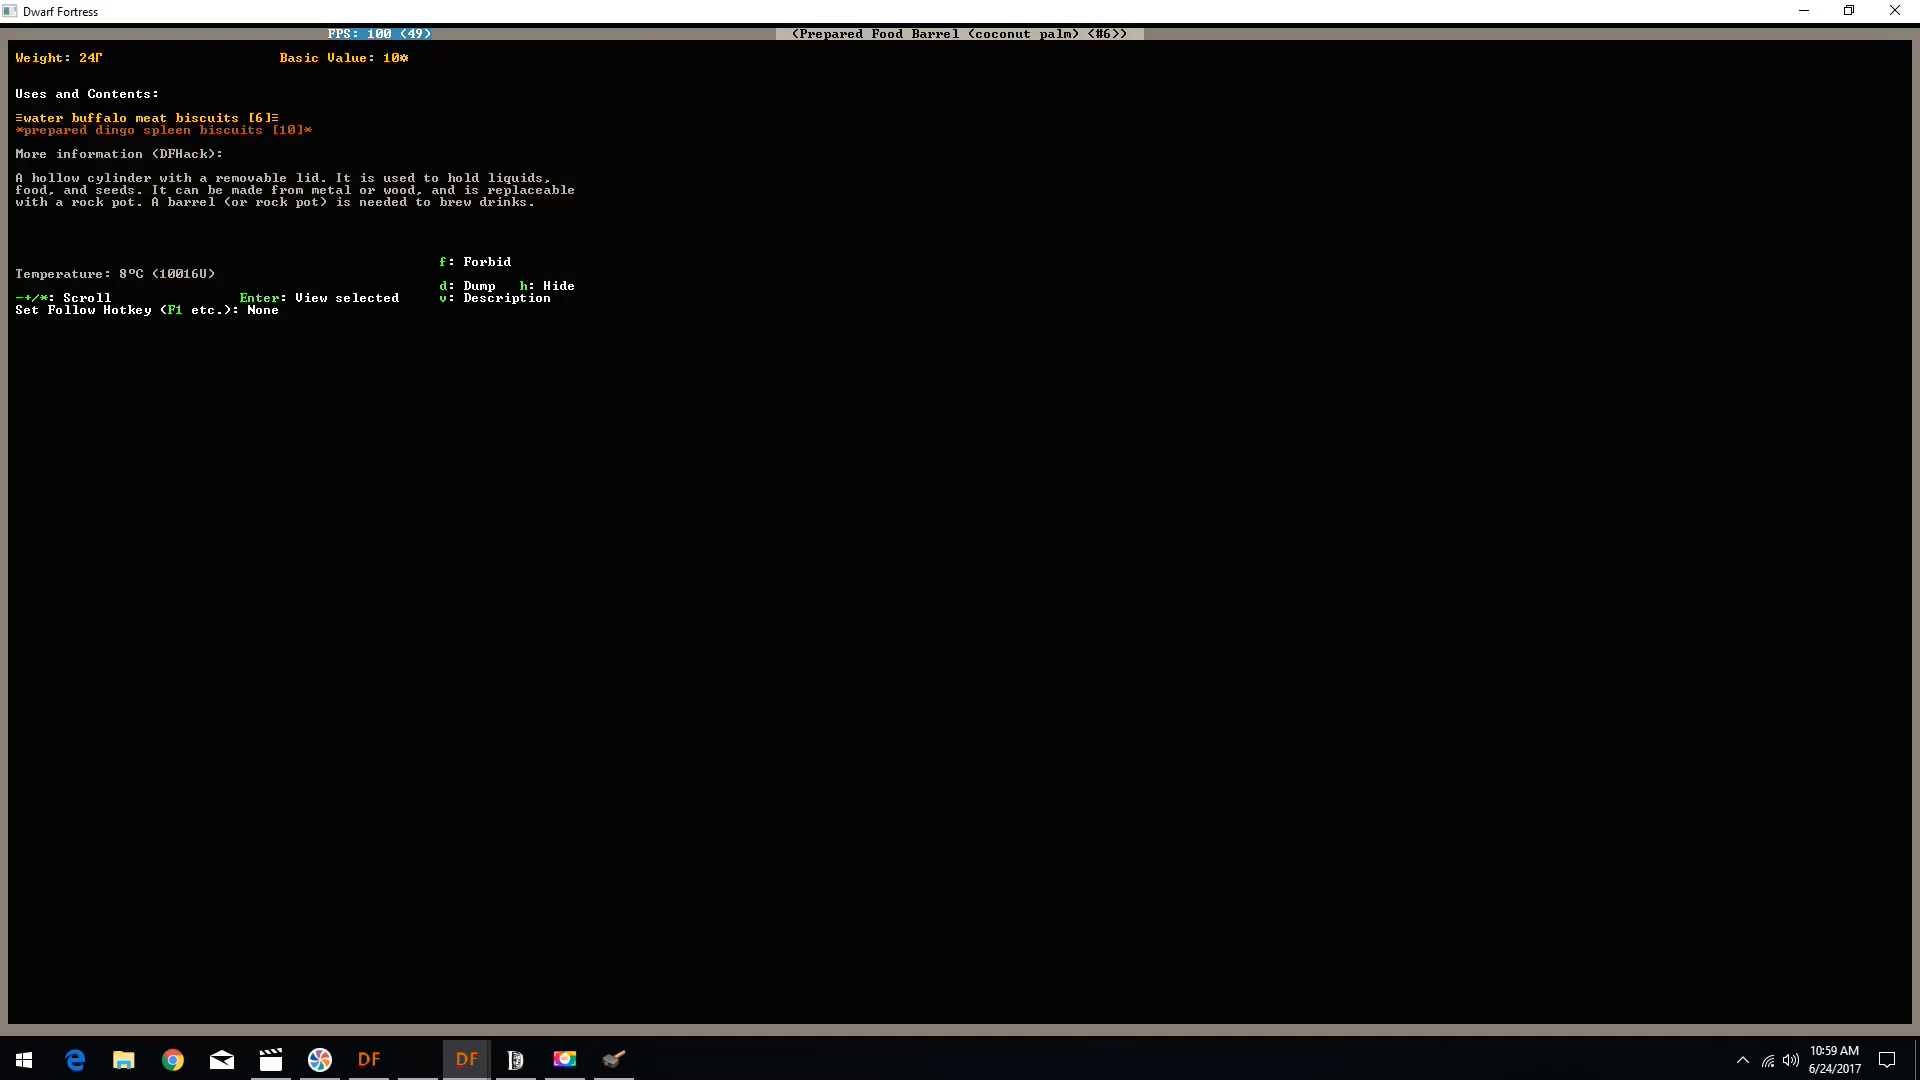 Dwarf Fortress
FPS: 100 (49)
(Prepared Food Barrel (coconut palm) (#6))
Weight: 24Γ Basic Value: 10☼
Uses and Contents:
≡water buffalo meat biscuits [6]≡
*prepared dingo spleen biscuits [10]*
More information (DFHack):
A hollow cylinder with a removable lid. It is used to hold liquids,
food, and seeds. It can be made from metal or wood, and is replaceable
with a rock pot. A barrel (or rock pot) is needed to brew drinks.
f: Forbid
Temperature: 8°C (10016U)
d: Dump h: Hide
-+/*: Scroll Enter: View selected v: Description
Set Follow Hotkey (F1 etc.): None
DF
DF
10:59 AM
6/24/2017